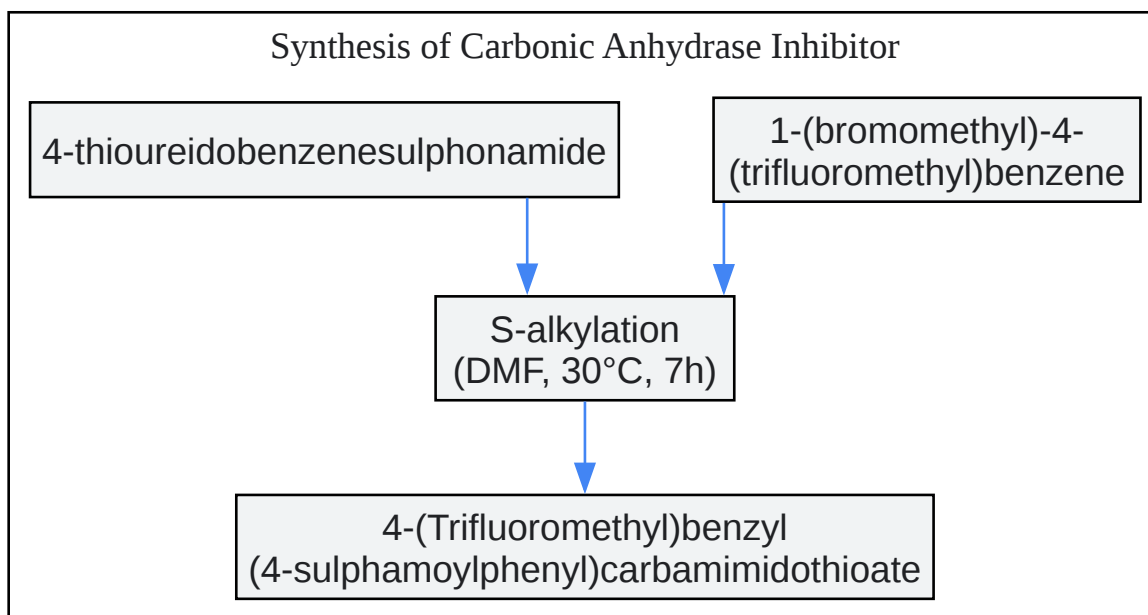 Synthesis of Carbonic Anhydrase Inhibitor
4-thioureidobenzenesulphonamide
1-(bromomethyl)-4-
(trifluoromethyl)benzene
S-alkylation
(DMF, 30°C, 7h)
4-(Trifluoromethyl)benzyl
(4-sulphamoylphenyl)carbamimidothioate